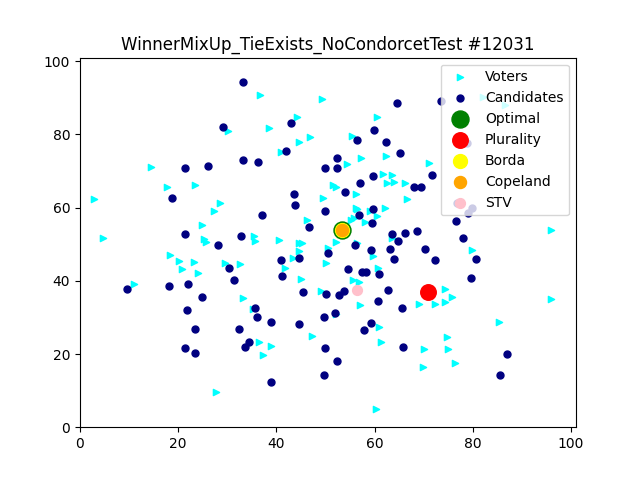 WinnerMixUp_TieExists_NoCondorcetTest #12031
100
80
60
40
20
0
0 20 40 60 80 100
Voters
Candidates
Optimal
Plurality
Borda
Copeland
STV